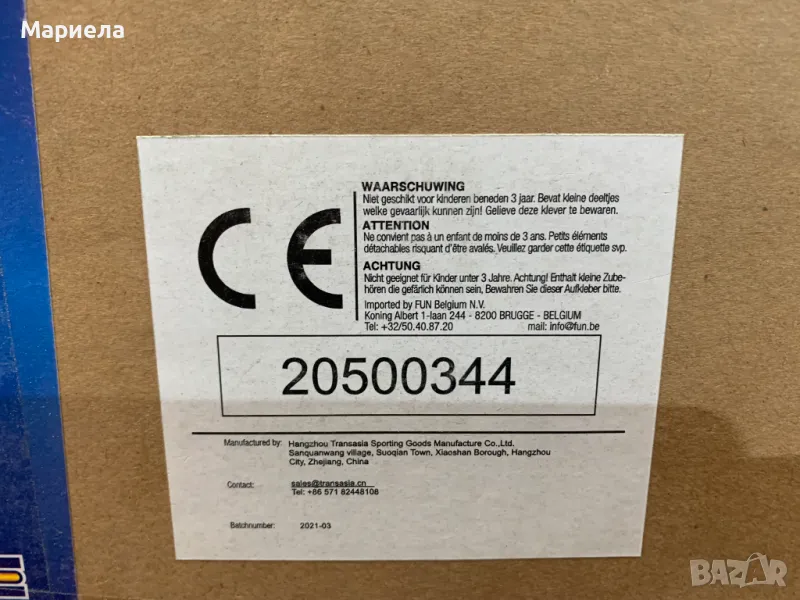 Мариела
CE
WAARSCHUWING
Niet geschikt voor kinderen beneden 3 jaar. Bevat kleine deeltjes
welke gevaarlijk kunnen zijn! Gelieve deze klever te bewaren.
ATTENTION
Ne convient pas à un enfant de moins de 3 ans. Petits éléments
détachables risquant d'être avalés. Veuillez garder cette étiquette svp.
ACHTUNG
Nicht geeignet für Kinder unter 3 Jahre. Achtung! Enthalt kleine Zube-
hören die gefärlich können sein, Bewahren Sie dieser Aufkleber bitte.
Imported by FUN Belgium N.V.
Koning Albert 1-laan 244 - 8200 BRUGGE - BELGIUM
Tel: +32/50.40.87.20 mail: info@fun.be
20500344
Manufactured by: Hangzhou Transasia Sporting Goods Manufacture Co.,Ltd.
Sanquanwang village, Suoqian Town, Xiaoshan Borough, Hangzhou
City, Zhejiang, China
Contact: sales@transasia.cn
Tel: +86 571 82448108
Batchnumber: 2021-03
BAZAR